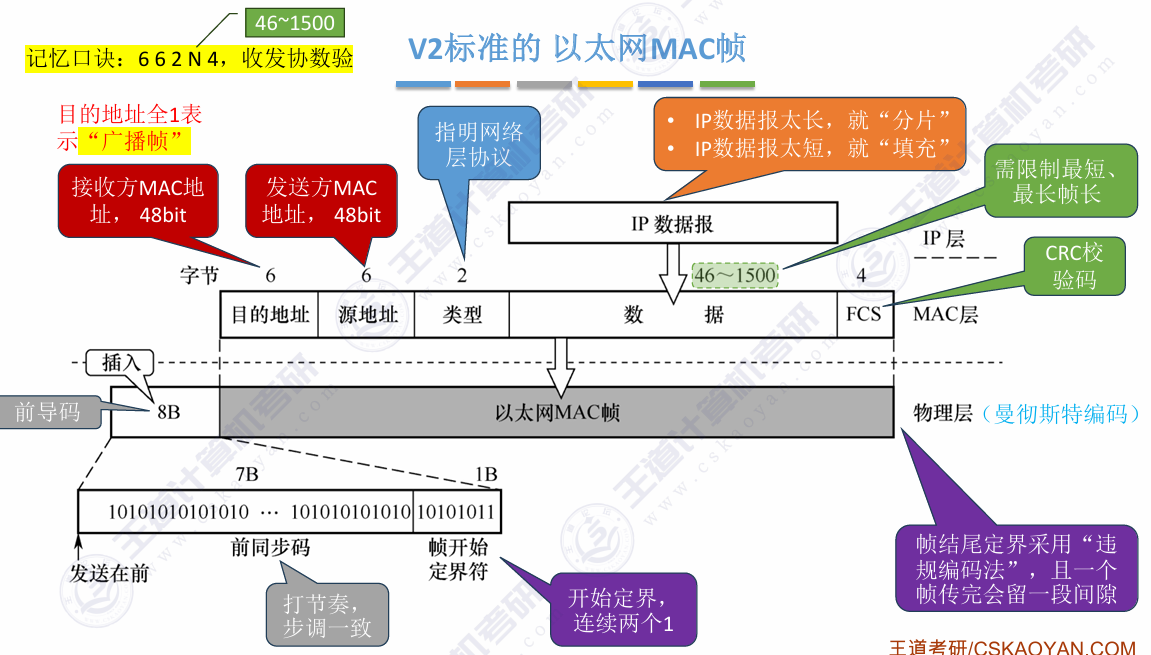 46~1500
记忆口诀：6 6 2 N 4，收发协数验
V2标准的 以太网MAC帧
目的地址全1表
示“广播帧”
接收方MAC地
址， 48bit
发送方MAC
地址， 48bit
指明网络
层协议
• IP数据报太长，就“分片”
• IP数据报太短，就“填充”
需限制最短、
最长帧长
IP 数据报
IP 层
CRC校
验码
字节 6 6 2 46～1500 4
目的地址 源地址 类型 数 据 FCS MAC层
插入
前导码
8B
以太网MAC帧
物理层（曼彻斯特编码）
7B 1B
10101010101010 … 101010101010 10101011
前同步码
帧开始
定界符
发送在前
打节奏，
步调一致
开始定界，
连续两个1
帧结尾定界采用“违
规编码法”，且一个
帧传完会留一段间隙
王道考研/CSKAOYAN.COM
王道计算机考研
www.cskaoyan.com